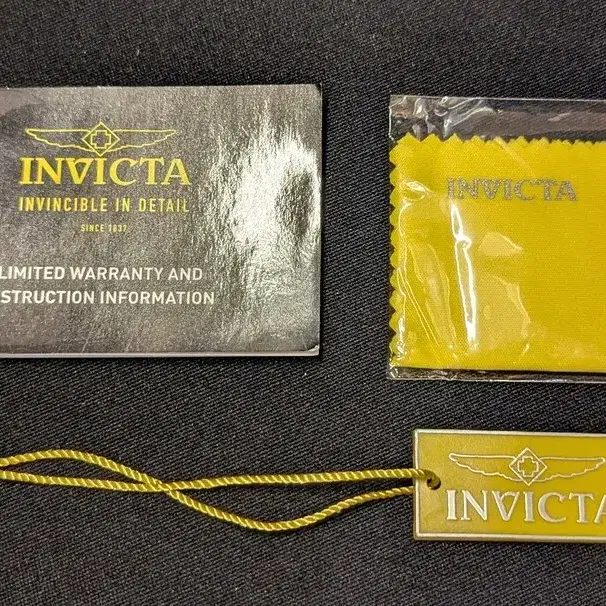 INVICTA
INVINCIBLE IN DETAIL
SINCE 1837
LIMITED WARRANTY AND
STRUCTION INFORMATION
INVICTA
INVICTA